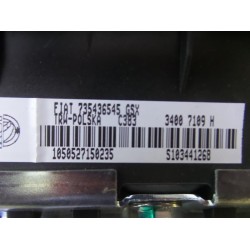 FIAT 735436545 GSX
TRW-POLSKA C303 3400 7109 H
1050527150235 S10344126B